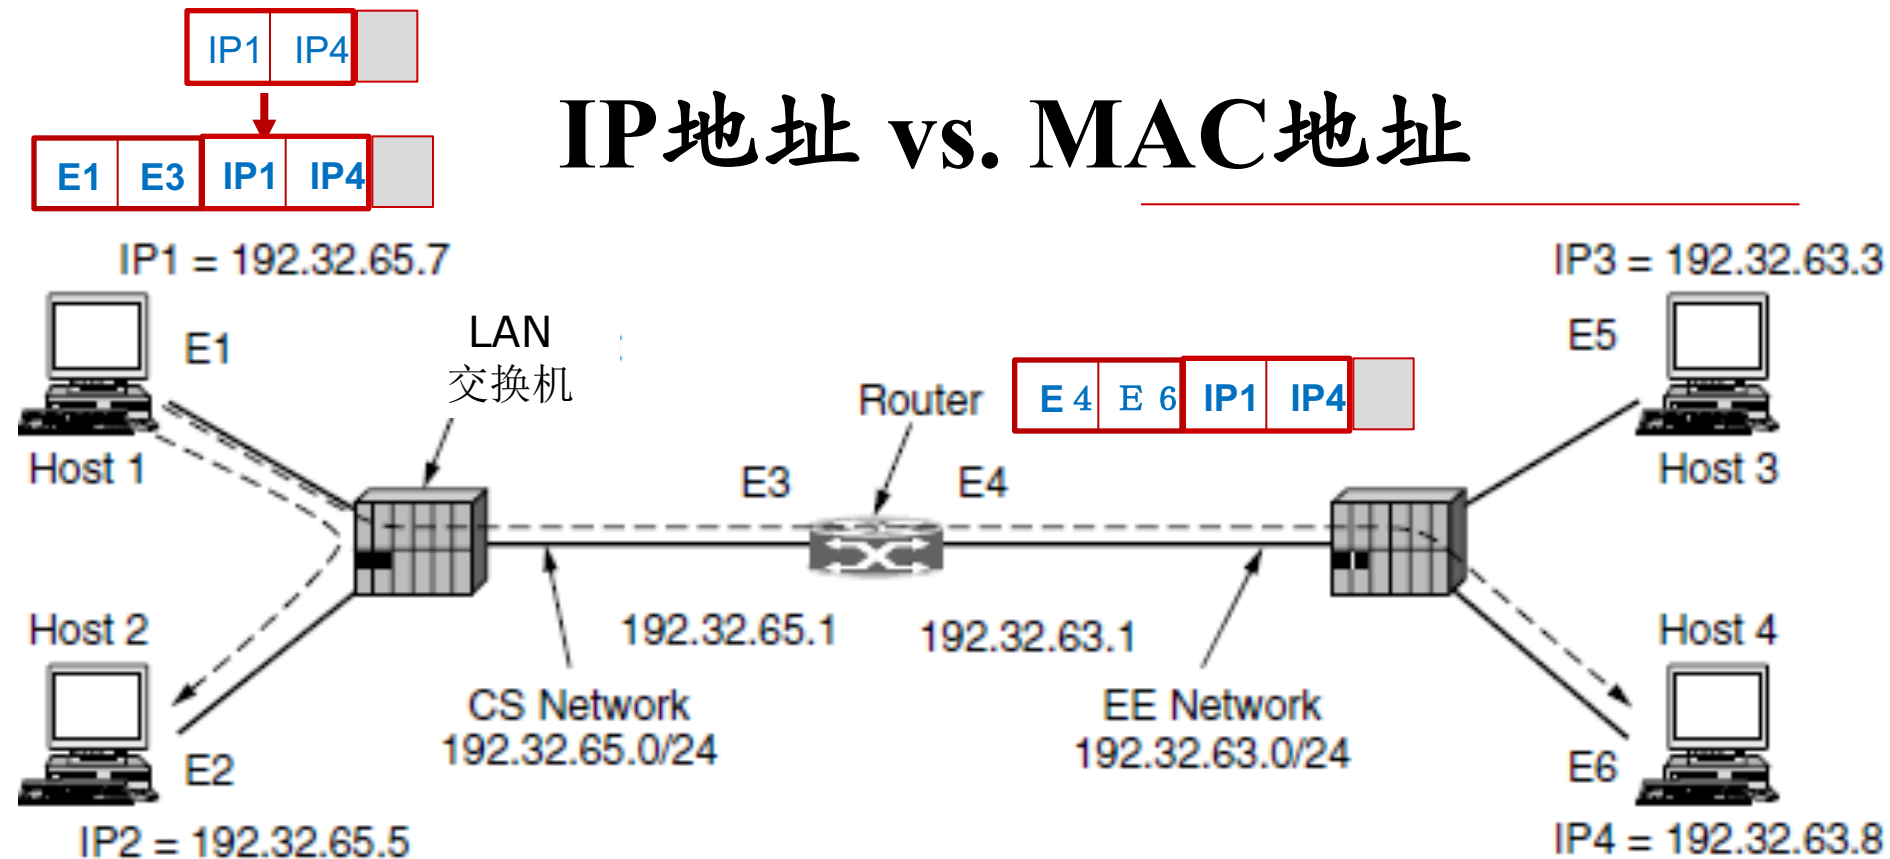 IP1 IP4
IP地址 vs. MAC地址
E1 E3 IP1 IP4
IP1 = 192.32.65.7
IP3 = 192.32.63.3
E1
LAN
交换机
E5
Router
E 4 E 6 IP1 IP4
Host 1
E3
E4
Host 3
Host 2
192.32.65.1
192.32.63.1
Host 4
CS Network
192.32.65.0/24
EE Network
192.32.63.0/24
E2
E6
IP2 = 192.32.65.5
IP4 = 192.32.63.8